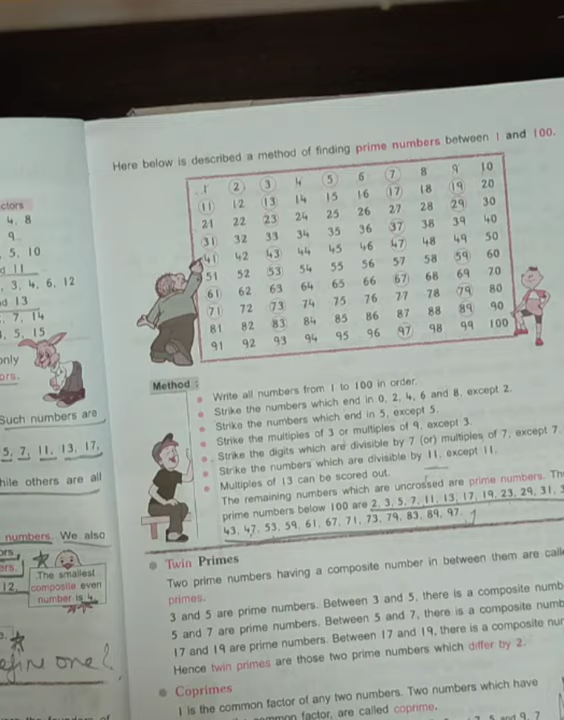 Here below is described a method of finding prime numbers between 1 and 100.
1 2 3 4 5 6 7 8 9 10
11 12 13 14 15 16 17 18 19 20
21 22 23 24 25 26 27 28 29 30
31 32 33 34 35 36 37 38 39 40
41 42 43 44 45 46 47 48 49 50
51 52 53 54 55 56 57 58 59 60
61 62 63 64 65 66 67 68 69 70
71 72 73 74 75 76 77 78 79 80
81 82 83 84 85 86 87 88 89 90
91 92 93 94 95 96 97 98 99 100
Method :
Write all numbers from 1 to 100 in order.
Strike the numbers which end in 0, 2, 4, 6 and 8, except 2.
Strike the numbers which end in 5, except 5.
Strike the multiples of 3 or multiples of 9, except 3.
Strike the digits which are divisible by 7 (or) multiples of 7, except 7.
Strike the numbers which are divisible by 11, except 11.
Multiples of 13 can be scored out.
The remaining numbers which are uncrossed are prime numbers.
prime numbers below 100 are 2, 3, 5, 7, 11, 13, 17, 19, 23, 29, 31,
43, 47, 53, 59, 61, 67, 71, 73, 79, 83, 89, 97.
Twin Primes
Two prime numbers having a composite number in between them are
primes.
3 and 5 are prime numbers. Between 3 and 5, there is a composite
5 and 7 are prime numbers. Between 5 and 7, there is a composite
17 and 19 are prime numbers. Between 17 and 19, there is a composite
Hence twin primes are those two prime numbers which differ by 2.
Coprimes
1 is the common factor of any two numbers. Two numbers which have
common factor, are called coprime.
4, 8
9
5, 10
11
3, 4, 6, 12
13
7, 14
5, 15
Such numbers are
5, 7, 11, 13, 17,
others are all
numbers. We also
12,
The smallest
composite even
number is 4.
one?